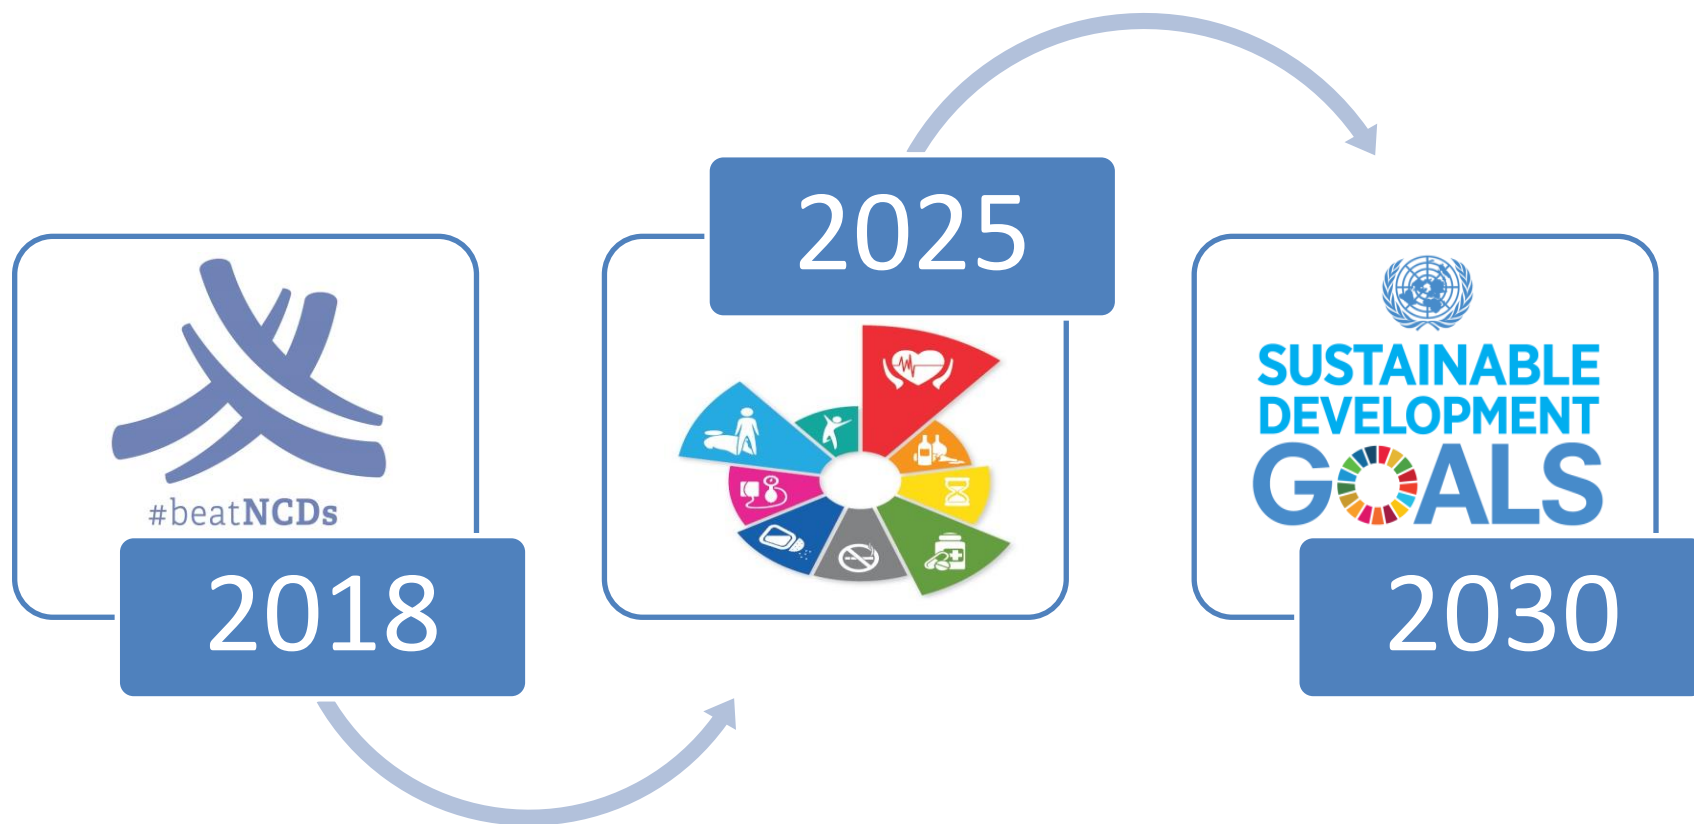 #beatNCDs
2018
2025
SUSTAINABLE
DEVELOPMENT
GOALS
2030